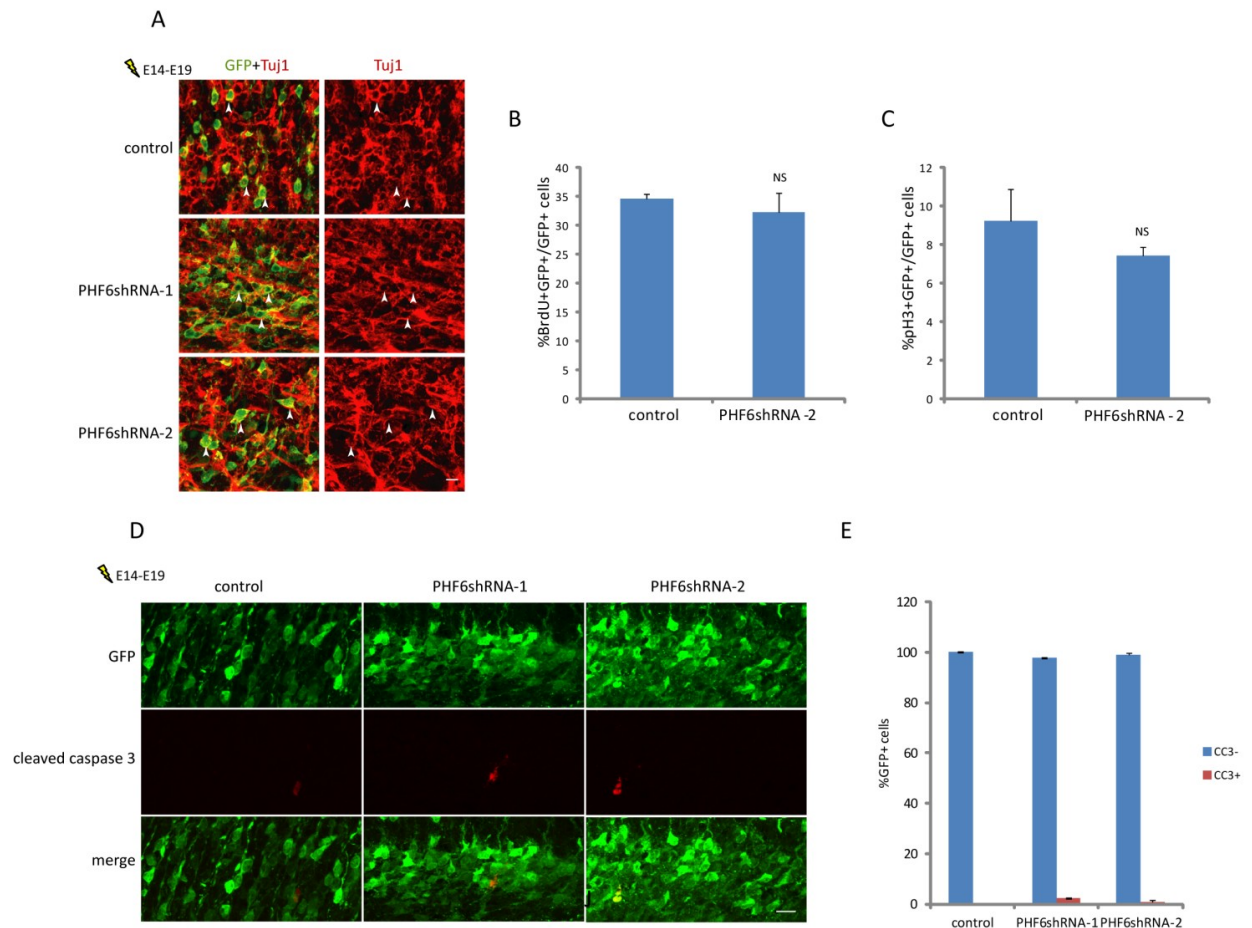 A
E14-E19
GFP+Tuj1
Tuj1
control
PHF6shRNA-1
PHF6shRNA-2
B
%BrdU+GFP+/GFP+ cells
40
35
30
25
20
15
10
5
0
NS
control
PHF6shRNA -2
C
%pH3+GFP+/GFP+ cells
12
10
8
6
4
2
0
NS
control
PHF6shRNA - 2
D
E14-E19
control
PHF6shRNA-1
PHF6shRNA-2
GFP
cleaved caspase 3
merge
E
%GFP+ cells
120
100
80
60
40
20
0
control
PHF6shRNA-1
PHF6shRNA-2
CC3-
CC3+